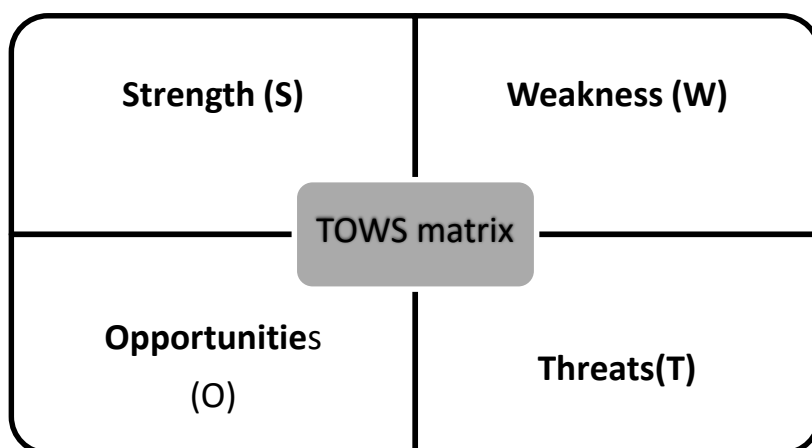 Strength (S)
Weakness (W)
TOWS matrix
Opportunities
(O)
Threats(T)